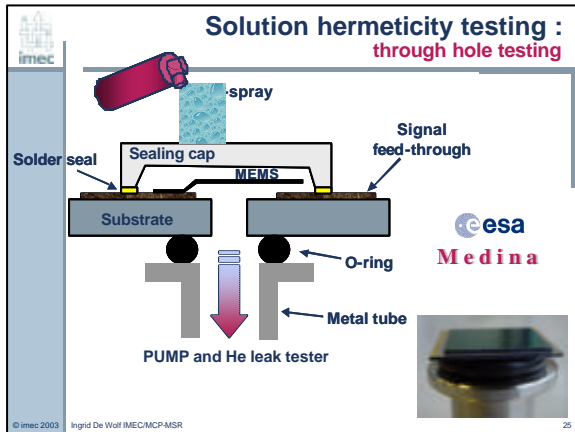 imec
Solution hermeticity testing :
through hole testing
-spray
Sealing cap
Signal
feed-through
Solder seal
MEMS
Substrate
esa
Medina
O-ring
Metal tube
PUMP and He leak tester
© imec 2003 Ingrid De Wolf IMEC/MCP-MSR 25